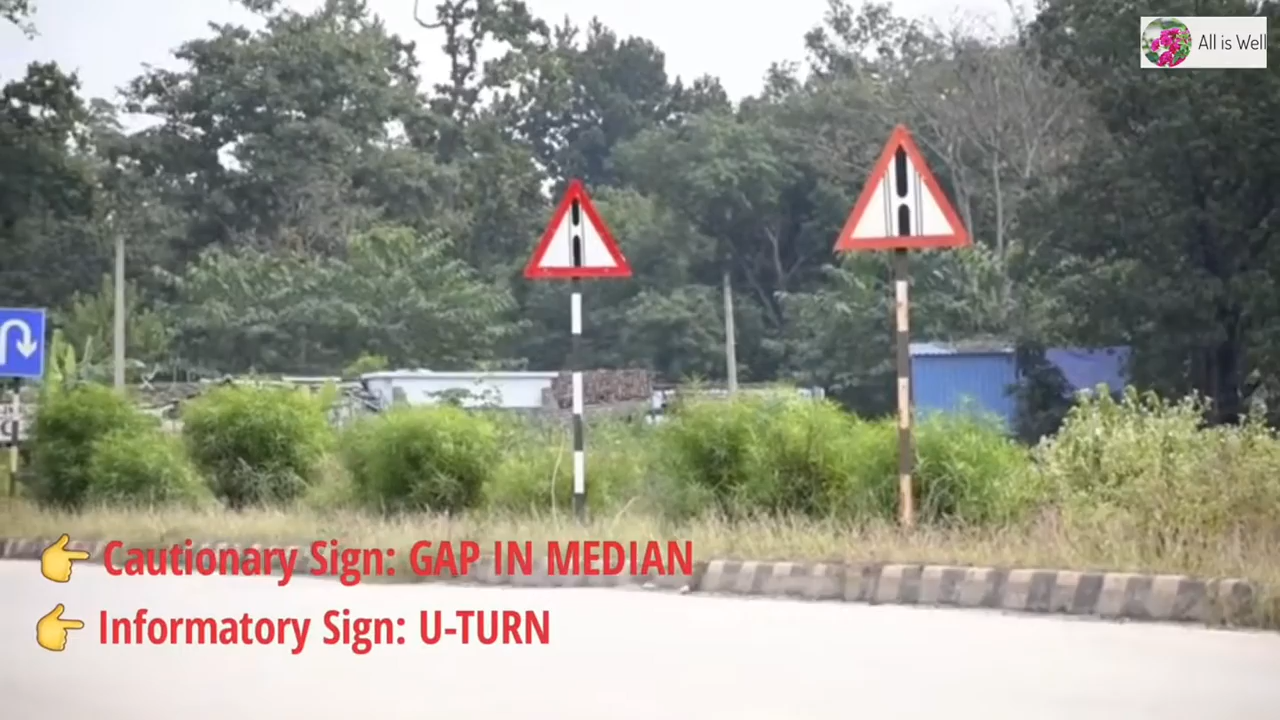 All is Well
Cautionary Sign: GAP IN MEDIAN
Informatory Sign: U-TURN